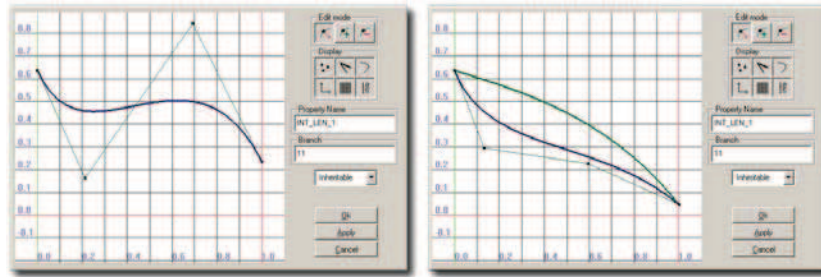 Edit mode
0.8
0.7
Display
0.6
0.5
0.4
Property Name
INT_LEN_1
0.3
Branch
11
0.2
0.1
Inheritable
0.0
-0.1
Ok
Apply
Cancel
0.0 0.2 0.4 0.6 0.8 1.0
Edit mode
0.8
0.7
Display
0.6
0.5
0.4
Property Name
INT_LEN_1
0.3
Branch
11
0.2
0.1
Inheritable
0.0
-0.1
Ok
Apply
Cancel
0.0 0.2 0.4 0.6 0.8 1.0